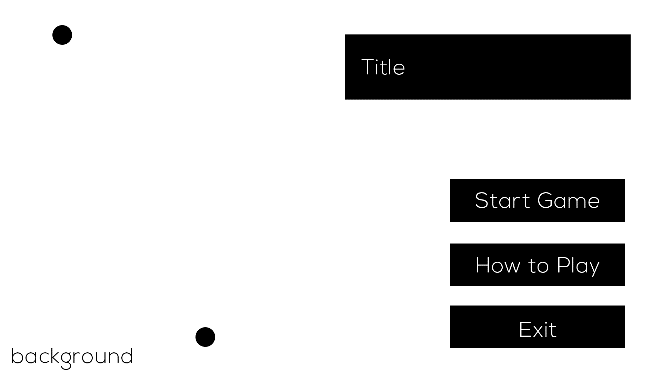 Title
Start Game
How to Play
Exit
background